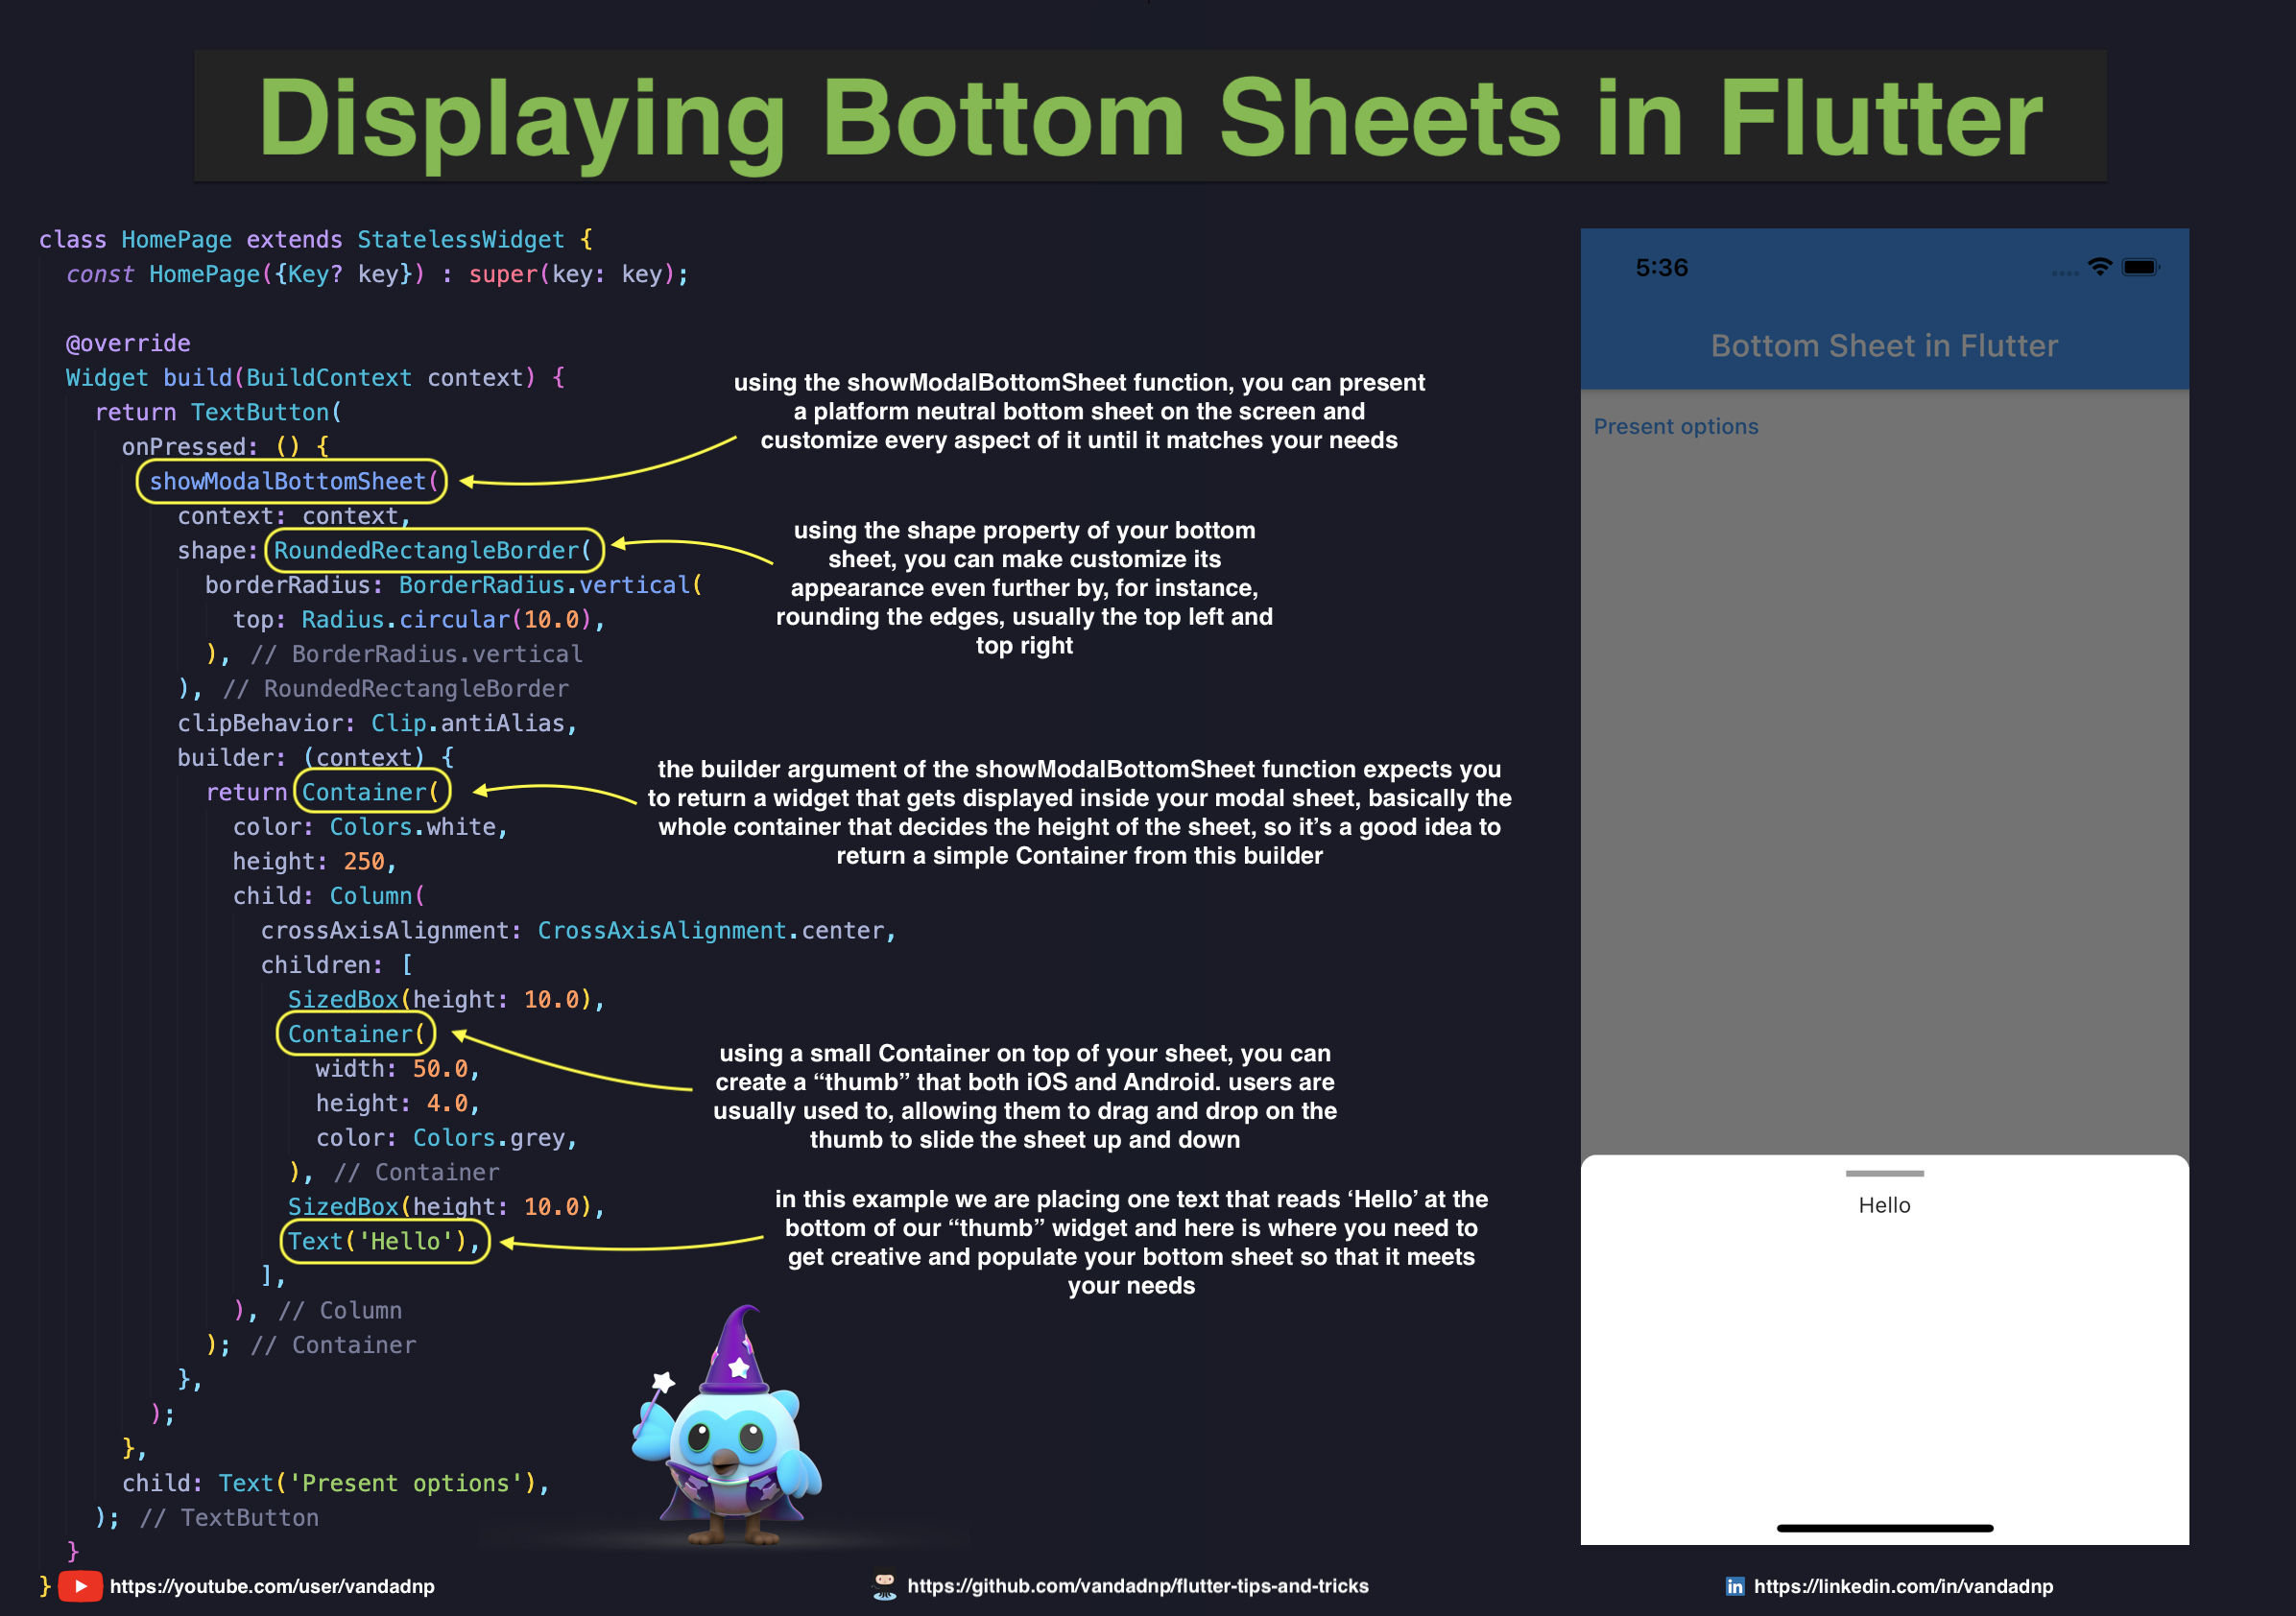 Displaying Bottom Sheets in Flutter
class HomePage extends StatelessWidget {
const HomePage({Key? key}) : super(key: key);
@override
Widget build(BuildContext context) {
return TextButton(
onPressed: () {
showModalBottomSheet(
context: context,
shape: RoundedRectangleBorder(
borderRadius: BorderRadius.vertical(
top: Radius.circular(10.0),
), // BorderRadius.vertical
), // RoundedRectangleBorder
clipBehavior: Clip.antiAlias,
builder: (context) {
return Container(
color: Colors.white,
height: 250,
child: Column(
crossAxisAlignment: CrossAxisAlignment.center,
children: [
SizedBox(height: 10.0),
Container(
width: 50.0,
height: 4.0,
color: Colors.grey,
), // Container
SizedBox(height: 10.0),
Text('Hello'),
],
), // Column
); // Container
},
);
},
child: Text('Present options'),
); // TextButton
}
}
using the showModalBottomSheet function, you can present
a platform neutral bottom sheet on the screen and
customize every aspect of it until it matches your needs
using the shape property of your bottom
sheet, you can make customize its
appearance even further by, for instance,
rounding the edges, usually the top left and
top right
the builder argument of the showModalBottomSheet function expects you
to return a widget that gets displayed inside your modal sheet, basically the
whole container that decides the height of the sheet, so it’s a good idea to
return a simple Container from this builder
using a small Container on top of your sheet, you can
create a “thumb” that both iOS and Android. users are
usually used to, allowing them to drag and drop on the
thumb to slide the sheet up and down
in this example we are placing one text that reads ‘Hello’ at the
bottom of our “thumb” widget and here is where you need to
get creative and populate your bottom sheet so that it meets
your needs
5:36
Bottom Sheet in Flutter
Present options
Hello
https://youtube.com/user/vandadnp
https://github.com/vandadnp/flutter-tips-and-tricks
in https://linkedin.com/in/vandadnp